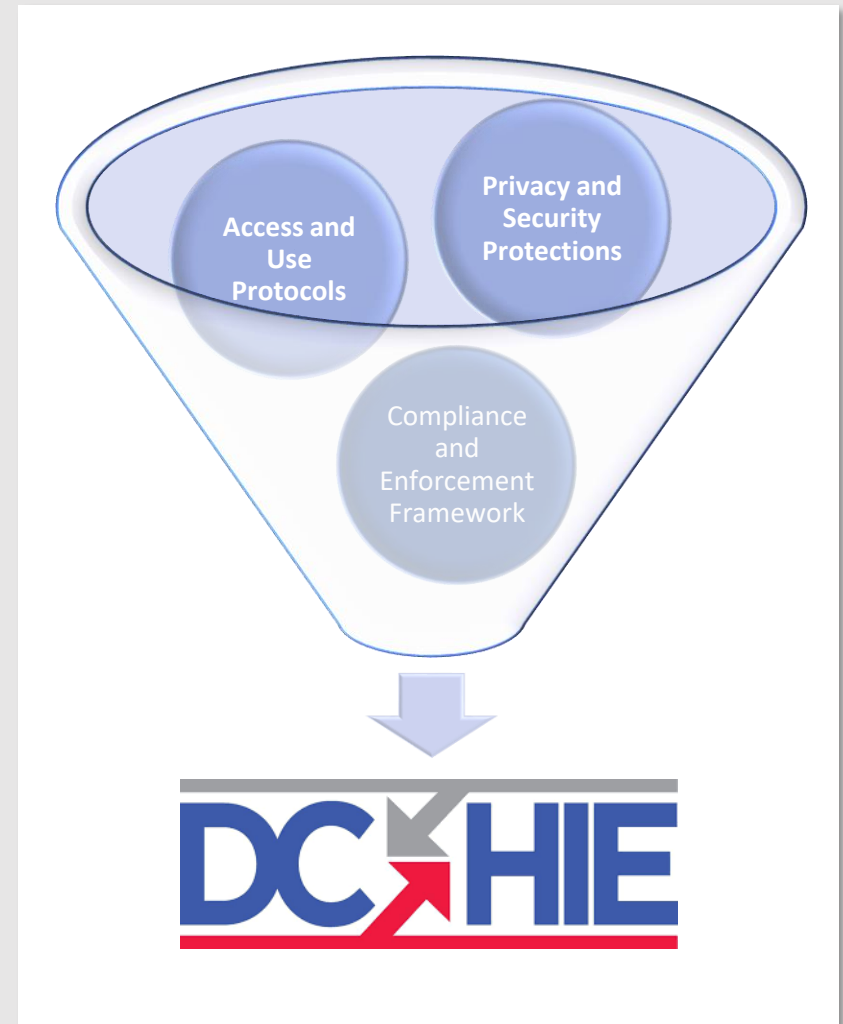 Access and
Use
Protocols
Privacy and
Security
Protections
Compliance
and
Enforcement
Framework
DC HIE